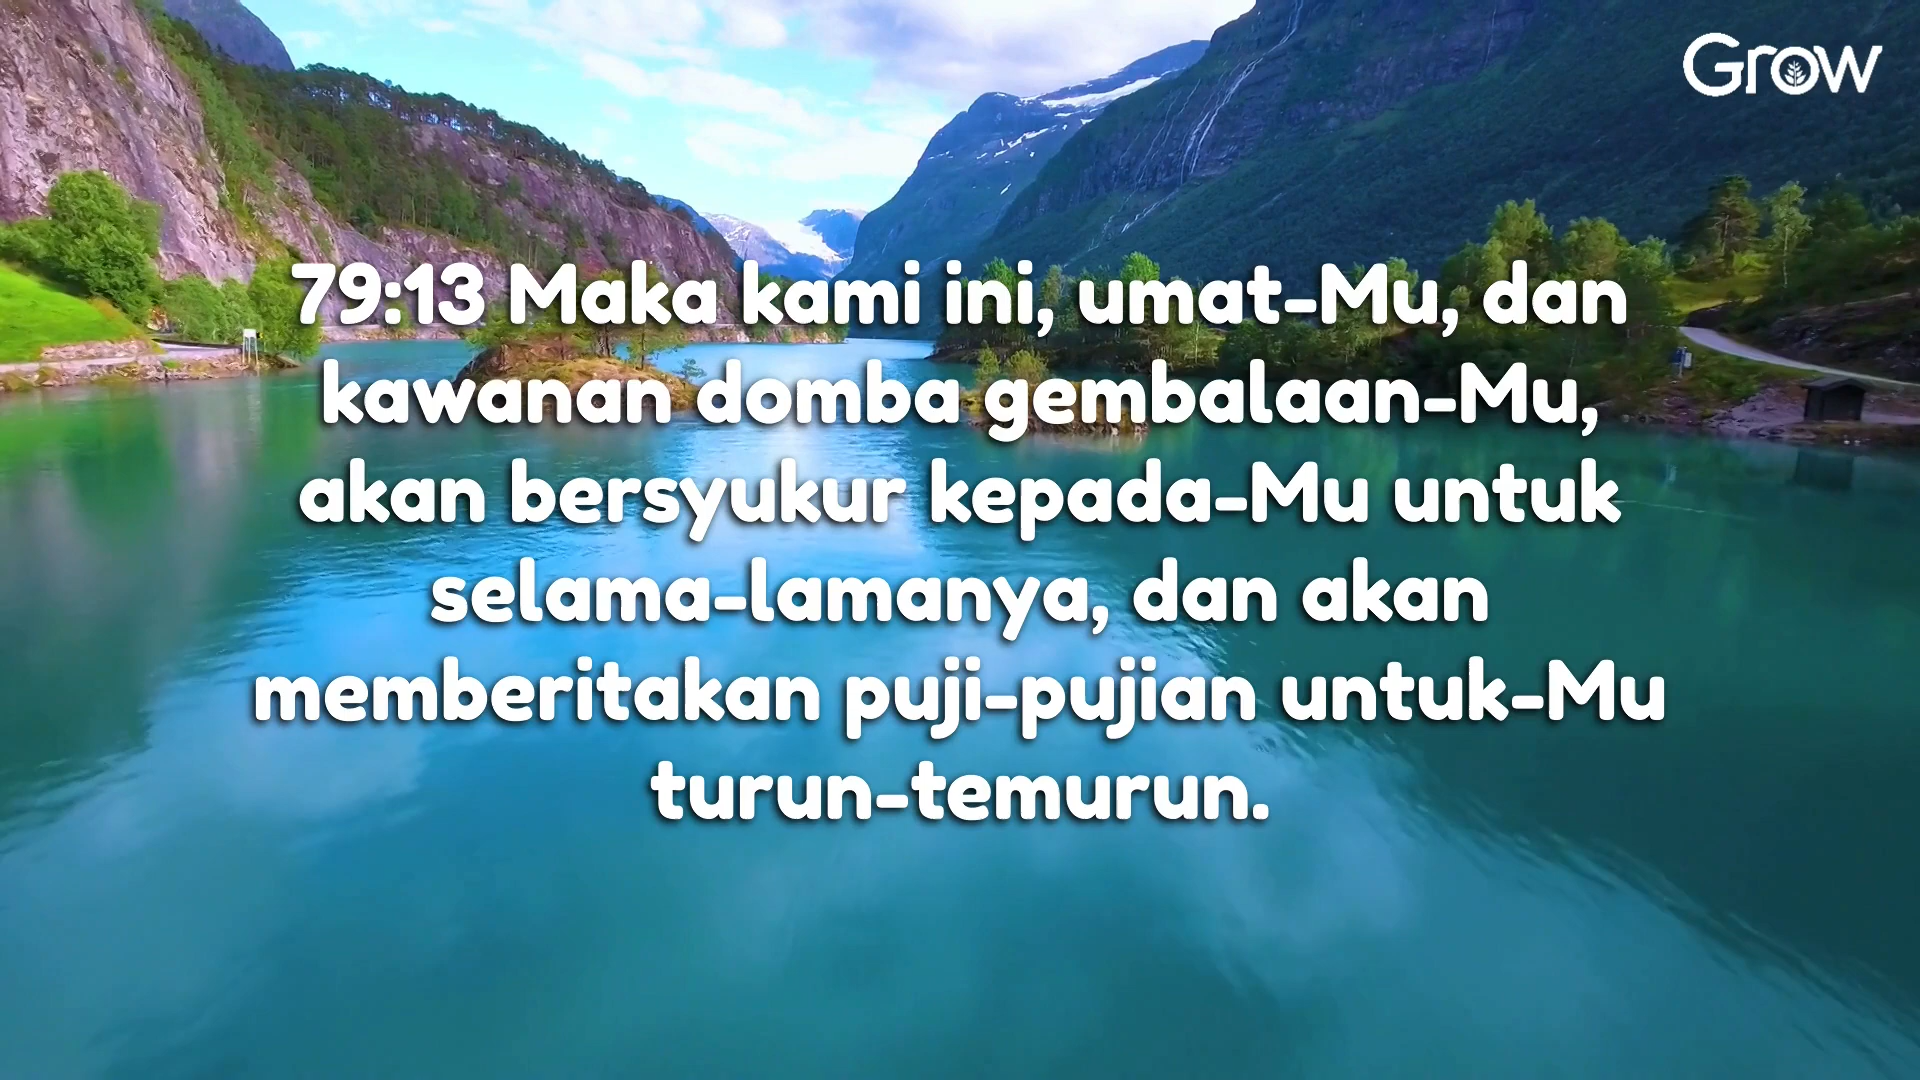 Grow
79:13 Maka kami ini, umat-Mu, dan
kawanan domba gembalaan-Mu,
akan bersyukur kepada-Mu untuk
selama-lamanya, dan akan
memberitakan puji-pujian untuk-Mu
turun-temurun.